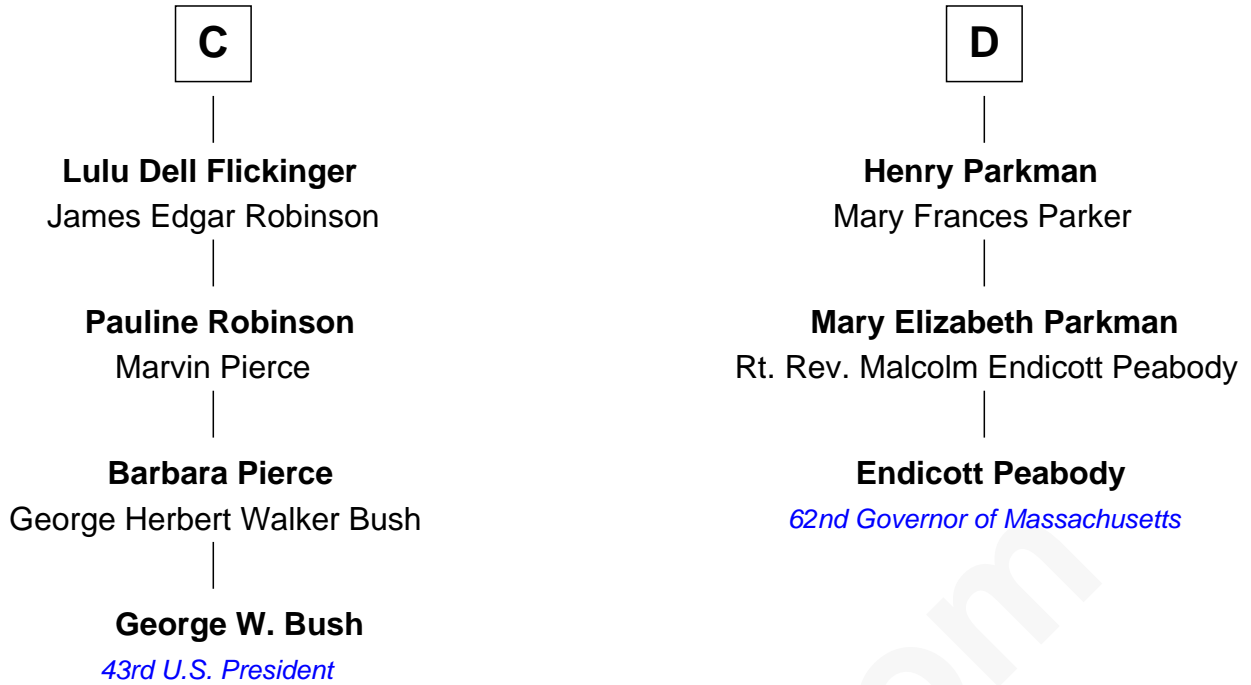 C
Lulu Dell Flickinger
James Edgar Robinson
Pauline Robinson
Marvin Pierce
Barbara Pierce
George Herbert Walker Bush
George W. Bush
43rd U.S. President
D
Henry Parkman
Mary Frances Parker
Mary Elizabeth Parkman
Rt. Rev. Malcolm Endicott Peabody
Endicott Peabody
62nd Governor of Massachusetts
om